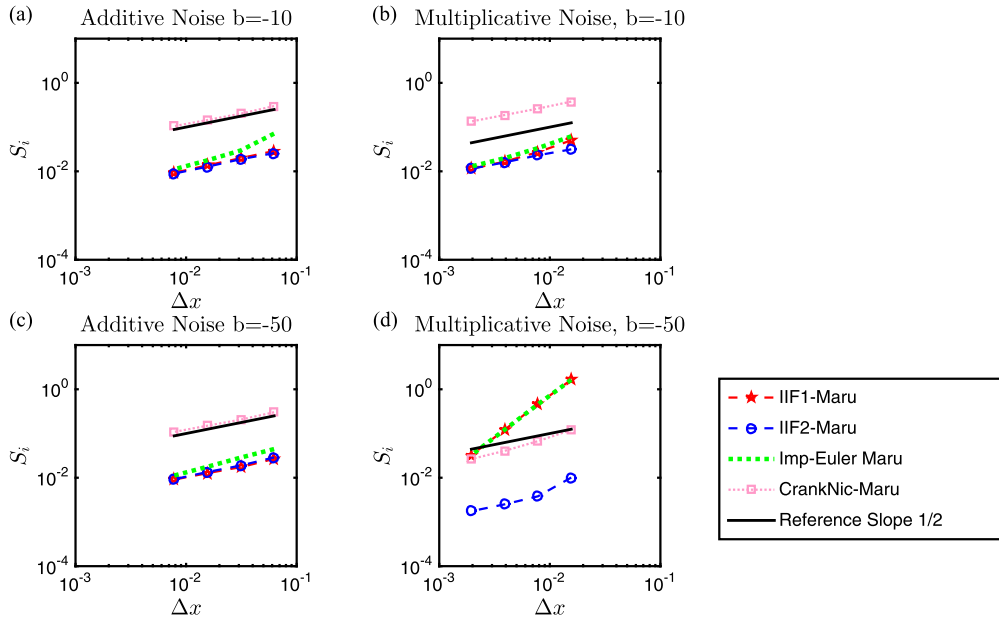 (a) Additive Noise b=-10
10^0
10^-2
10^-4
S_i
10^-3 10^-2 10^-1
Δx
(b) Multiplicative Noise, b=-10
10^0
10^-2
10^-4
S_i
10^-3 10^-2 10^-1
Δx
(c) Additive Noise b=-50
10^0
10^-2
10^-4
S_i
10^-3 10^-2 10^-1
Δx
(d) Multiplicative Noise, b=-50
10^0
10^-2
10^-4
S_i
10^-3 10^-2 10^-1
Δx
IIF1-Maru
IIF2-Maru
Imp-Euler Maru
CrankNic-Maru
Reference Slope 1/2